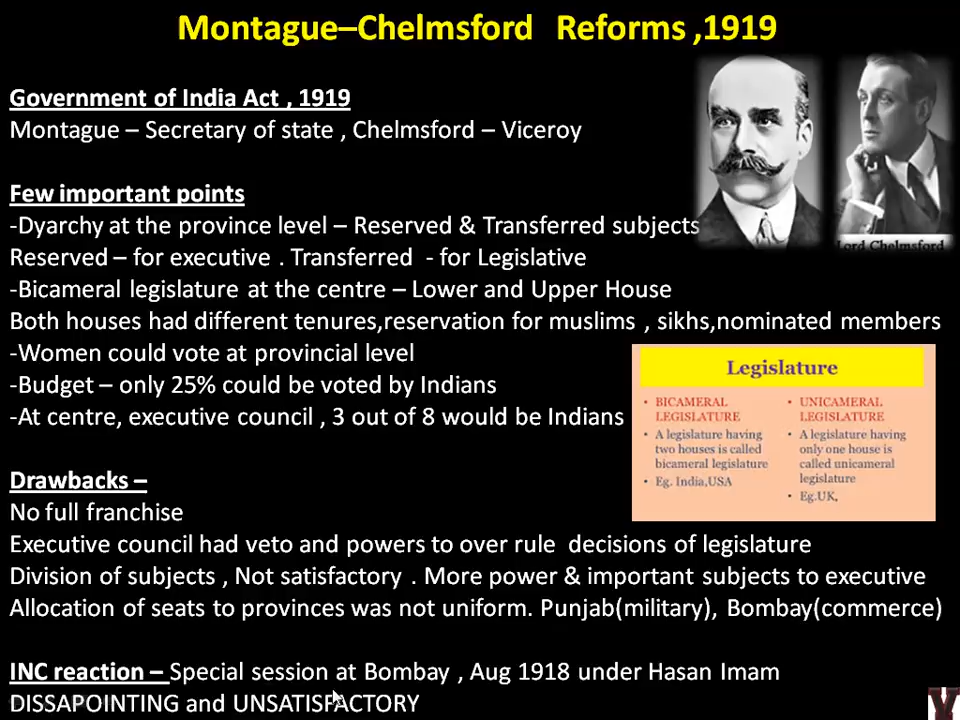 Montague–Chelmsford Reforms ,1919
Government of India Act , 1919
Montague – Secretary of state , Chelmsford – Viceroy
Few important points
-Dyarchy at the province level – Reserved & Transferred subjects
Reserved – for executive . Transferred - for Legislative
-Bicameral legislature at the centre – Lower and Upper House
Both houses had different tenures,reservation for muslims , sikhs,nominated members
-Women could vote at provincial level
-Budget – only 25% could be voted by Indians
-At centre, executive council , 3 out of 8 would be Indians
Lord Chelmsford
Legislature
• BICAMERAL
LEGISLATURE
• A legislature having
two houses is called
bicameral legislature
• Eg. India,USA
• UNICAMERAL
LEGISLATURE
• A legislature having
only one house is
called unicameral
legislature
• Eg.UK,
Drawbacks –
No full franchise
Executive council had veto and powers to over rule decisions of legislature
Division of subjects , Not satisfactory . More power & important subjects to executive
Allocation of seats to provinces was not uniform. Punjab(military), Bombay(commerce)
INC reaction – Special session at Bombay , Aug 1918 under Hasan Imam
DISSAPOINTING and UNSATISFACTORY